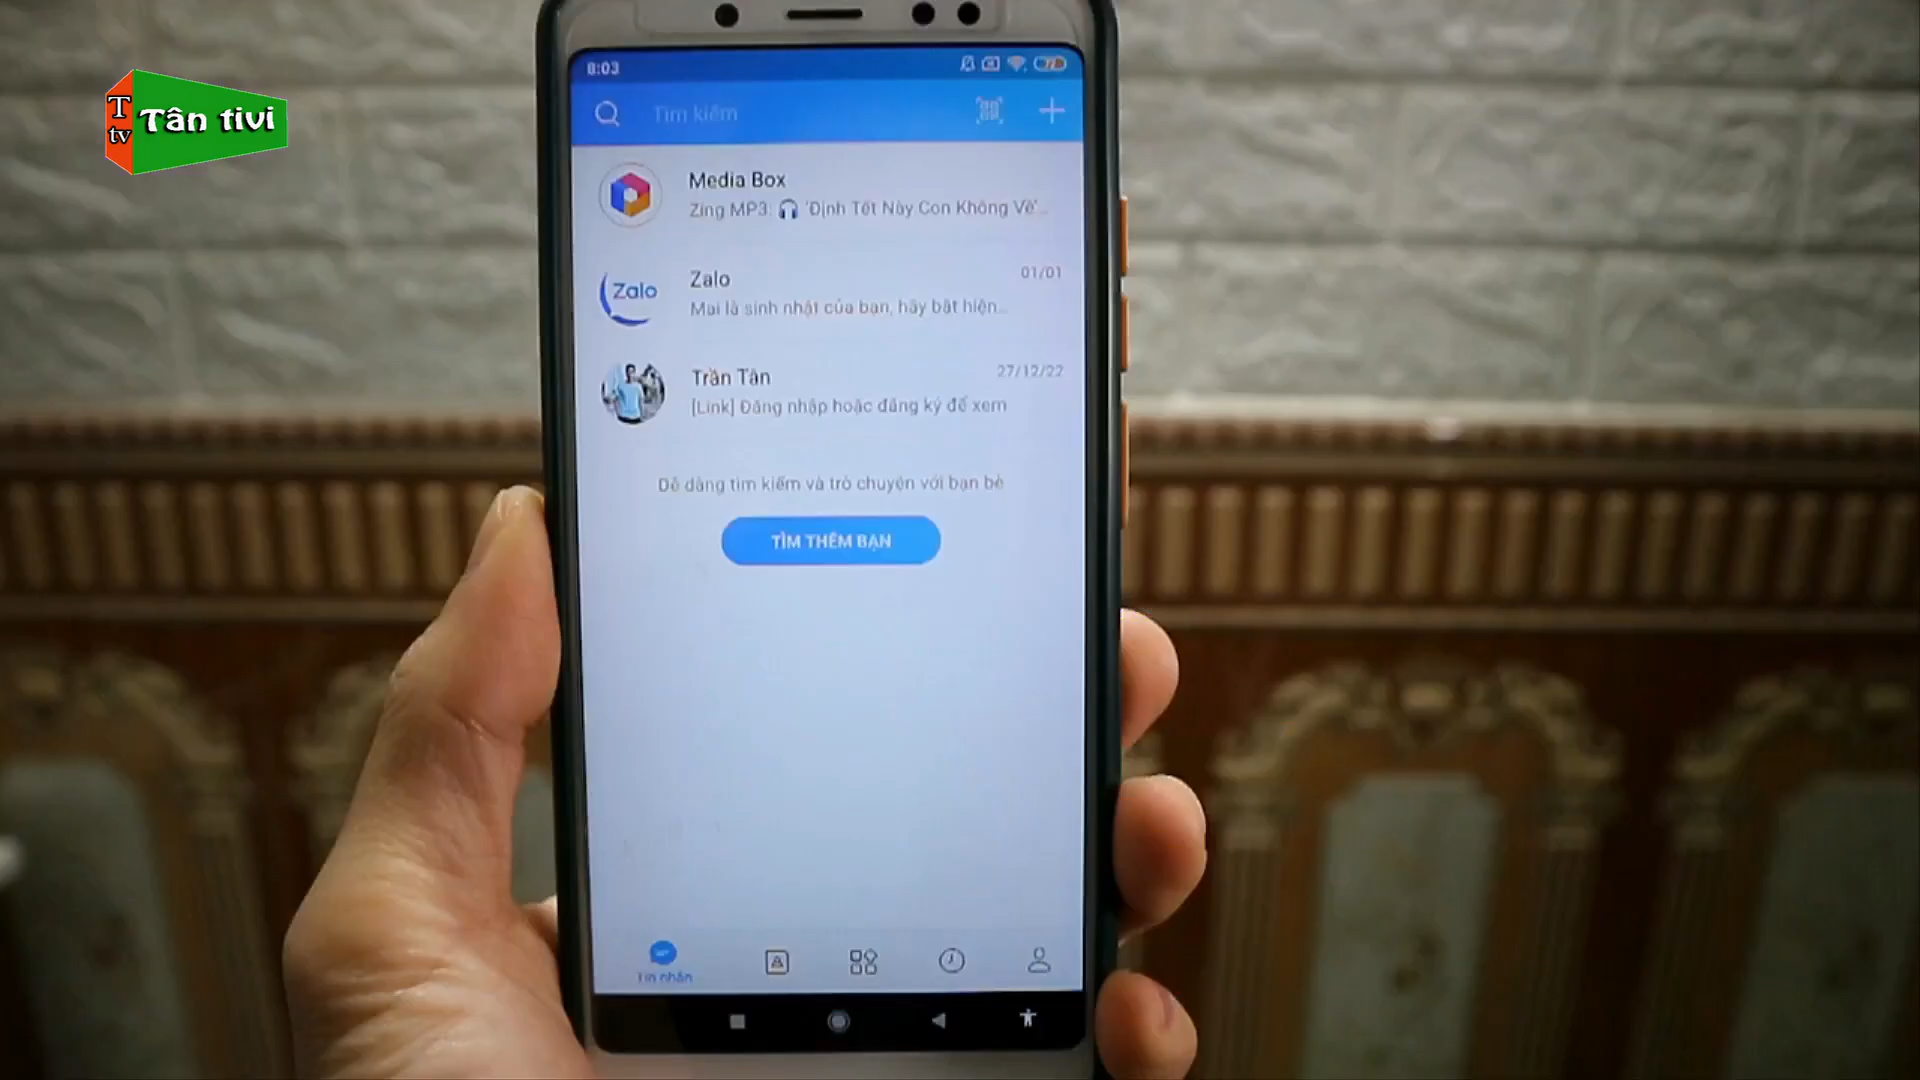 T
tv
Tân tivi
8:03
Tìm kiếm
Media Box
Zing MP3: 🎧 'Định Tết Này Con Không Về'...
Zalo
Zalo
01/01
Mai là sinh nhật của bạn, hãy bật hiện...
Trần Tân
27/12/22
[Link] Đăng nhập hoặc đăng ký để xem
Dễ dàng tìm kiếm và trò chuyện với bạn bè
TÌM THÊM BẠN
Tin nhắn